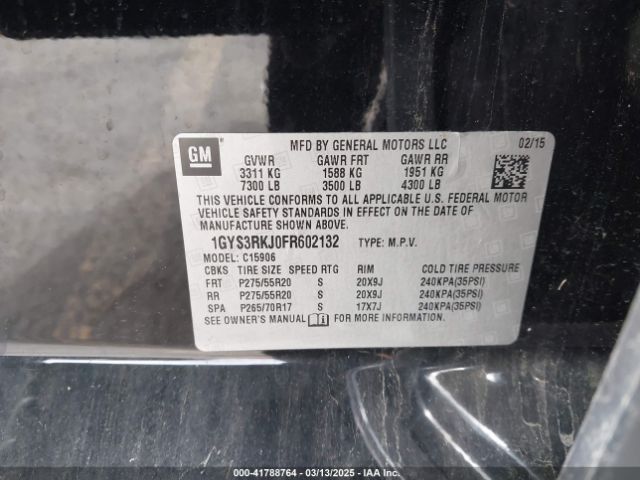 GM
MFD BY GENERAL MOTORS LLC 02/15
GVWR GAWR FRT GAWR RR
3311 KG 1588 KG 1951 KG
7300 LB 3500 LB 4300 LB
THIS VEHICLE CONFORMS TO ALL APPLICABLE U.S. FEDERAL MOTOR
VEHICLE SAFETY STANDARDS IN EFFECT ON THE DATE OF
MANUFACTURE SHOWN ABOVE.
1GYS3RKJ0FR602132 TYPE: M.P.V.
MODEL: C15906
CBKS TIRE SIZE SPEED RTG RIM COLD TIRE PRESSURE
FRT P275/55R20 S 20X9J 240KPA(35PSI)
RR P275/55R20 S 20X9J 240KPA(35PSI)
SPA P265/70R17 S 17X7J 240KPA(35PSI)
SEE OWNER'S MANUAL FOR MORE INFORMATION.
000-41788764 — 03/13/2025 — IAA Inc.